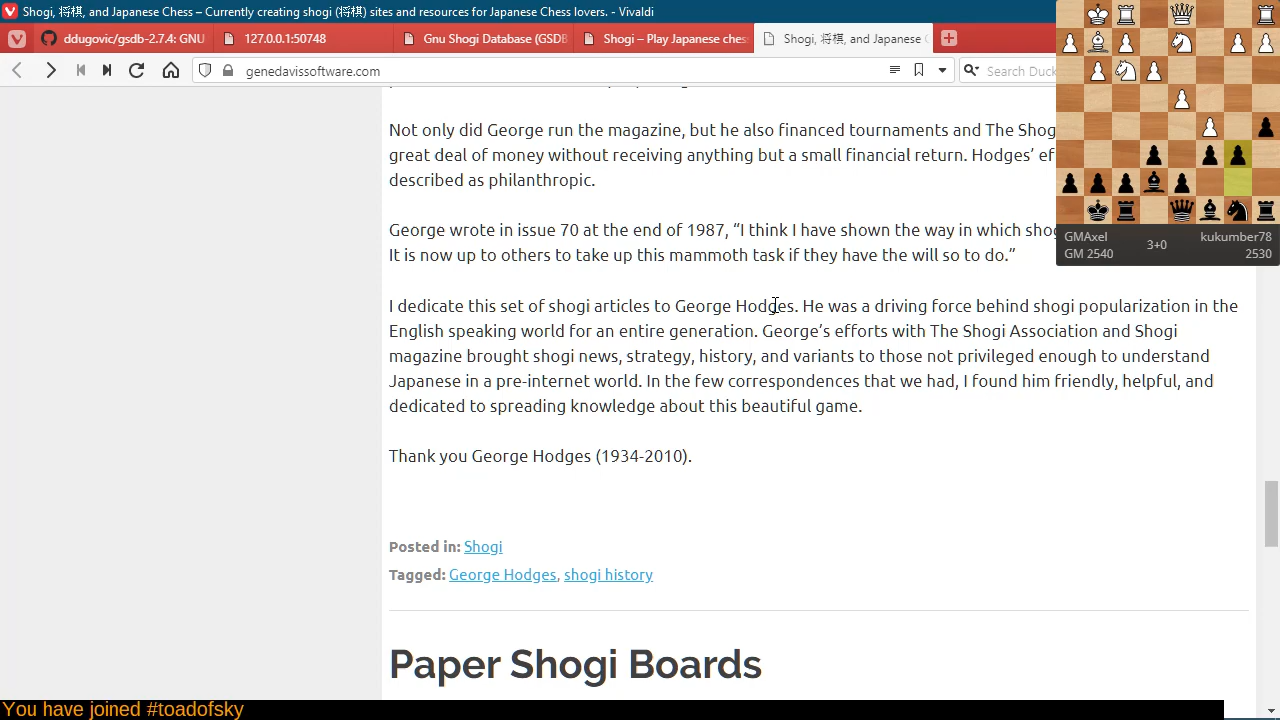 Shogi, 将棋, and Japanese Chess – Currently creating shogi (将棋) sites and resources for Japanese Chess lovers. - Vivaldi
ddugovic/gsdb-2.7.4: GNU
127.0.0.1:50748
Gnu Shogi Database (GSDB
Shogi – Play Japanese ches
Shogi, 将棋, and Japanese C
genedavissoftware.com
Search Duck
Not only did George run the magazine, but he also financed tournaments and The Shog
great deal of money without receiving anything but a small financial return. Hodges’ ef
described as philanthropic.
George wrote in issue 70 at the end of 1987, “I think I have shown the way in which shog
It is now up to others to take up this mammoth task if they have the will so to do.”
GMAxel
GM 2540
3+0
kukumber78
2530
I dedicate this set of shogi articles to George Hodges. He was a driving force behind shogi popularization in the
English speaking world for an entire generation. George’s efforts with The Shogi Association and Shogi
magazine brought shogi news, strategy, history, and variants to those not privileged enough to understand
Japanese in a pre-internet world. In the few correspondences that we had, I found him friendly, helpful, and
dedicated to spreading knowledge about this beautiful game.
Thank you George Hodges (1934-2010).
Posted in: Shogi
Tagged: George Hodges, shogi history
Paper Shogi Boards
You have joined #toadofsky